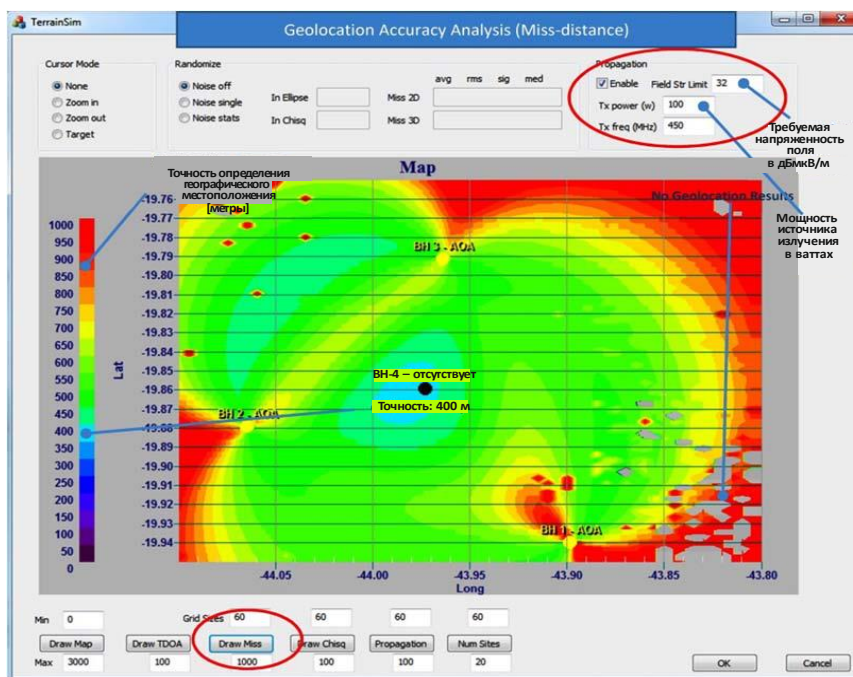 TerrainSim
Geolocation Accuracy Analysis (Miss-distance)
Cursor Mode
None
Zoom in
Zoom out
Target
Randomize
Noise off
Noise single
Noise stats
In Ellipse
In Chisq
avg rms sig med
Miss 2D
Miss 3D
Propagation
Enable Field Str Limit 32
Tx power (w) 100
Tx freq (MHz) 450
Требуемая
напряженность
поля
в дБмкВ/м
Мощность
источника
излучения
в ваттах
Точность определения
географического
местоположения
[метры]
Map
No Geolocation Results
1000
950
900
850
800
750
700
650
600
550
500
450
400
350
300
250
200
150
100
50
0
Lat
-19.76
-19.77
-19.78
-19.79
-19.80
-19.81
-19.82
-19.84
-19.85
-19.86
-19.87
-19.88
-19.89
-19.90
-19.91
-19.93
-19.94
BH 3 - AOA
BH-4 – отсутствует
Точность: 400 м
BH 2 - AOA
BH 1 - AOA
-44.05 -44.00 -43.95 -43.90 -43.85 -43.80
Long
Min 0 Grid Sizes 60 60 60 60
Draw Map Draw TDOA Draw Miss Draw Chisq Propagation Num Sites
Max 3000 100 1000 100 100 20
OK Cancel